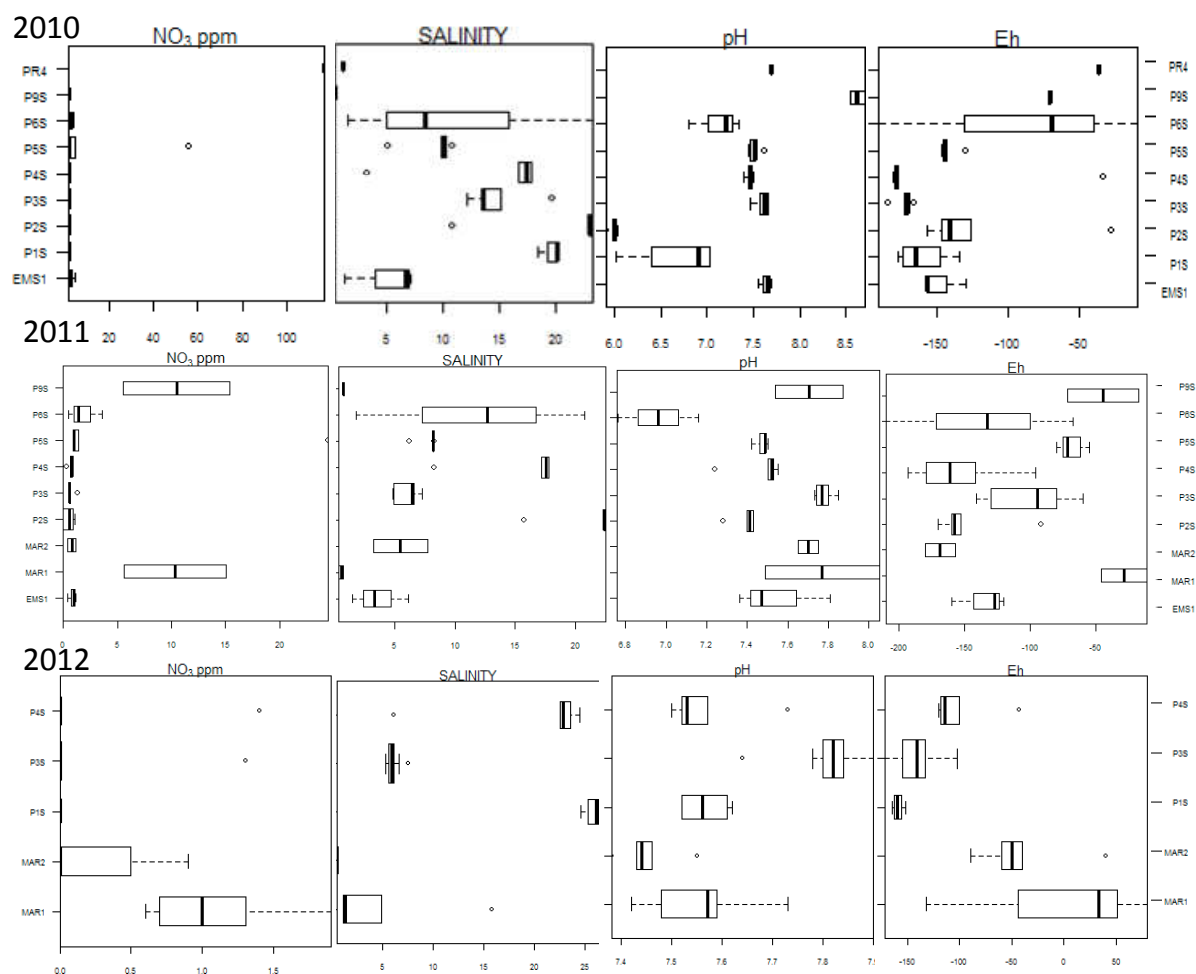 2010
NO₃ ppm SALINITY pH Eh
PR4 PR4
P9S P9S
P6S P6S
P5S P5S
P4S P4S
P3S P3S
P2S P2S
P1S P1S
EMS1 EMS1
20 40 60 80 100 5 10 15 20 6.0 6.5 7.0 7.5 8.0 8.5 -150 -100 -50
2011
NO₃ ppm SALINITY pH Eh
P9S P9S
P6S P6S
P5S P5S
P4S P4S
P3S P3S
P2S P2S
MAR2 MAR2
MAR1 MAR1
EMS1 EMS1
0 5 10 15 20 5 10 15 20 6.8 7.0 7.2 7.4 7.6 7.8 8.0 -200 -150 -100 -50
2012
NO₃ ppm SALINITY pH Eh
P4S P4S
P3S P3S
P1S P1S
MAR2 MAR2
MAR1 MAR1
0.0 0.5 1.0 1.5 5 10 15 20 25 7.4 7.5 7.6 7.7 7.8 7.9 -150 -100 -50 0 50